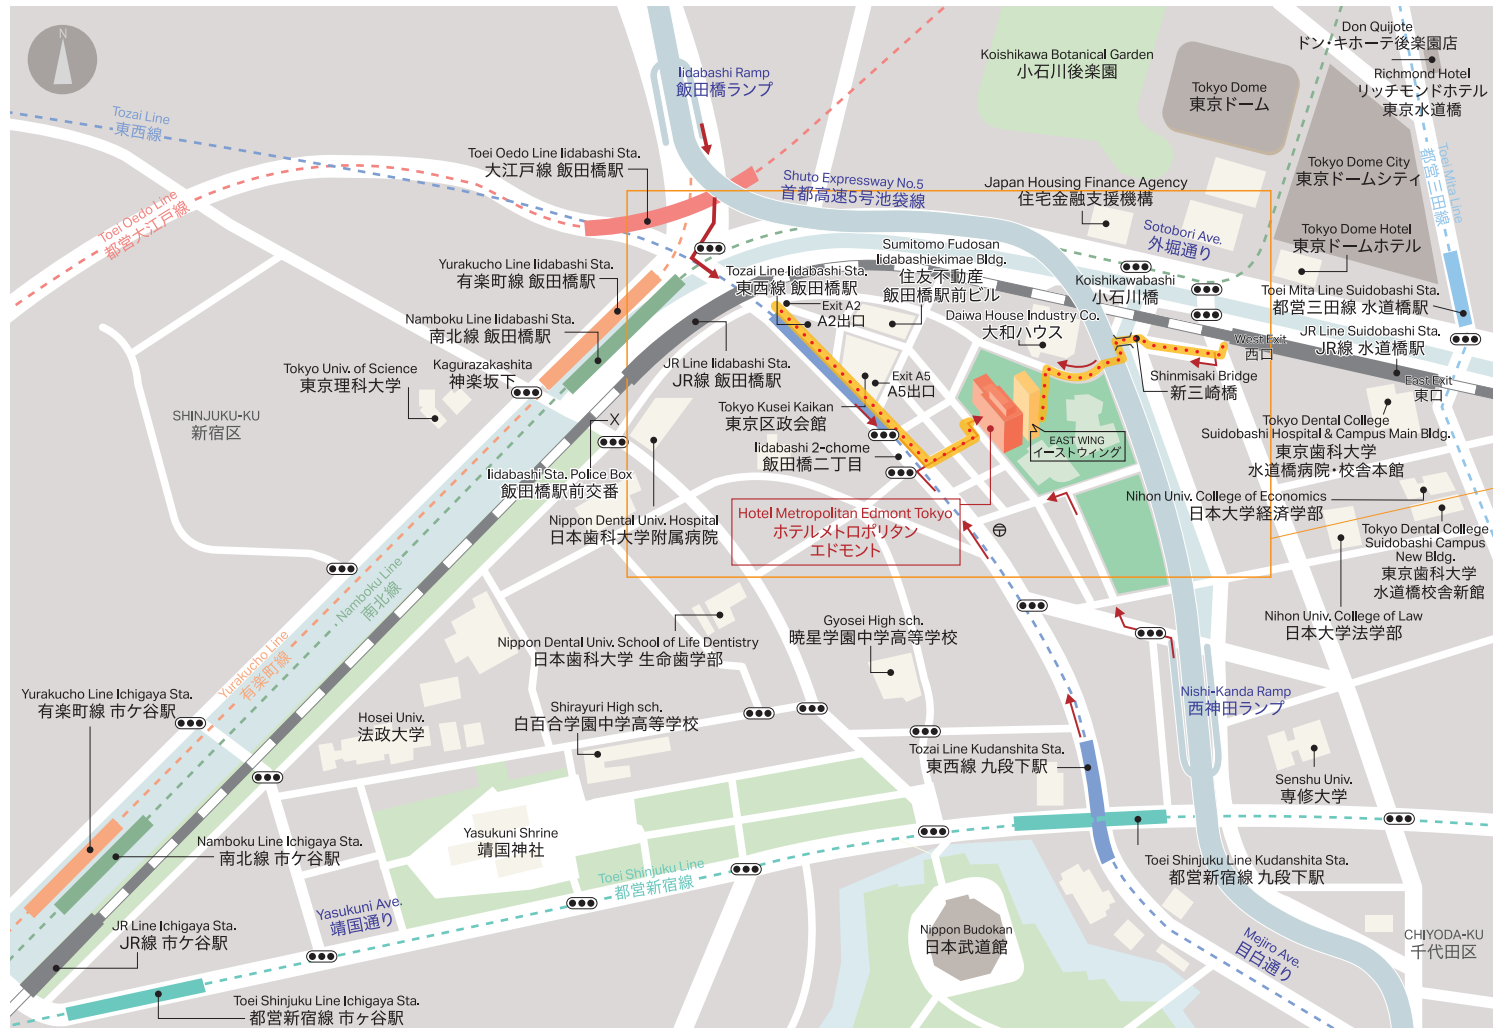 N
Don Quijote
ドン・キホーテ後楽園店
Richmond Hotel
リッチモンドホテル
東京水道橋
Koishikawa Botanical Garden
小石川後楽園
Tokyo Dome
東京ドーム
Iidabashi Ramp
飯田橋ランプ
Tozai Line
東西線
Toei Oedo Line Iidabashi Sta.
大江戸線 飯田橋駅
Shuto Expressway No.5
首都高速5号池袋線
Japan Housing Finance Agency
住宅金融支援機構
Tokyo Dome City
東京ドームシティ
Toei Mita Line
都営三田線
Toei Oedo Line
都営大江戸線
Sotobori Ave.
外堀通り
Tokyo Dome Hotel
東京ドームホテル
Yurakucho Line Iidabashi Sta.
有楽町線 飯田橋駅
Tozai Line Iidabashi Sta.
東西線 飯田橋駅
Sumitomo Fudosan
Iidabashiekimae Bldg.
住友不動産
飯田橋駅前ビル
Koishikawabashi
小石川橋
Toei Mita Line Suidobashi Sta.
都営三田線 水道橋駅
Exit A2
A2出口
Namboku Line Iidabashi Sta.
南北線 飯田橋駅
Daiwa House Industry Co.
大和ハウス
West Exit
西口
JR Line Suidobashi Sta.
JR線 水道橋駅
JR Line Iidabashi Sta.
JR線 飯田橋駅
Tokyo Univ. of Science
東京理科大学
Kagurazakashita
神楽坂下
Exit A5
A5出口
Shinmisaki Bridge
新三崎橋
East Exit
東口
SHINJUKU-KU
新宿区
X
Tokyo Kusei Kaikan
東京区政会館
Iidabashi 2-chome
飯田橋二丁目
EAST WING
イーストウィング
Tokyo Dental College
Suidobashi Hospital & Campus Main Bldg.
東京歯科大学
水道橋病院・校舎本館
Iidabashi Sta. Police Box
飯田橋駅前交番
Nihon Univ. College of Economics
日本大学経済学部
Nippon Dental Univ. Hospital
日本歯科大学附属病院
Hotel Metropolitan Edmont Tokyo
ホテルメトロポリタン
エドモント
Tokyo Dental College
Suidobashi Campus
New Bldg.
東京歯科大学
水道橋校舎新館
Namboku Line
南北線
Nihon Univ. College of Law
日本大学法学部
Gyosei High sch.
暁星学園中学高等学校
Nippon Dental Univ. School of Life Dentistry
日本歯科大学 生命歯学部
Yurakucho Line
有楽町線
Yurakucho Line Ichigaya Sta.
有楽町線 市ケ谷駅
Nishi-Kanda Ramp
西神田ランプ
Hosei Univ.
法政大学
Shirayuri High sch.
白百合学園中学高等学校
Tozai Line Kudanshita Sta.
東西線 九段下駅
Senshu Univ.
専修大学
Namboku Line Ichigaya Sta.
南北線 市ケ谷駅
Yasukuni Shrine
靖国神社
Toei Shinjuku Line
都営新宿線
Toei Shinjuku Line Kudanshita Sta.
都営新宿線 九段下駅
Yasukuni Ave.
靖国通り
JR Line Ichigaya Sta.
JR線 市ケ谷駅
Nippon Budokan
日本武道館
Mejiro Ave.
目白通り
CHIYODA-KU
千代田区
Toei Shinjuku Line Ichigaya Sta.
都営新宿線 市ヶ谷駅